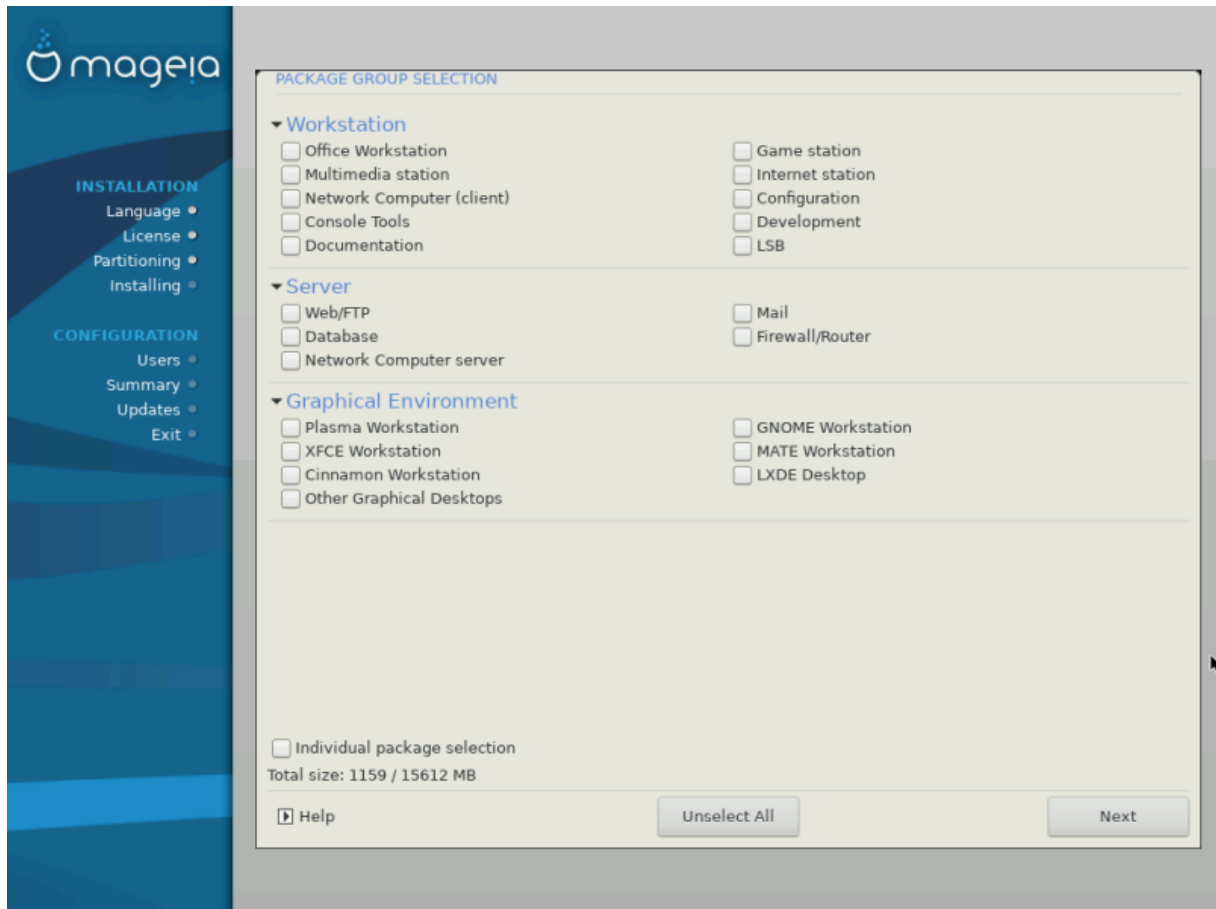 mageia
INSTALLATION
Language
License
Partitioning
Installing
CONFIGURATION
Users
Summary
Updates
Exit
PACKAGE GROUP SELECTION
Workstation
Office Workstation
Game station
Multimedia station
Internet station
Network Computer (client)
Configuration
Console Tools
Development
Documentation
LSB
Server
Web/FTP
Mail
Database
Firewall/Router
Network Computer server
Graphical Environment
Plasma Workstation
GNOME Workstation
XFCE Workstation
MATE Workstation
Cinnamon Workstation
LXDE Desktop
Other Graphical Desktops
Individual package selection
Total size: 1159 / 15612 MB
Help
Unselect All
Next